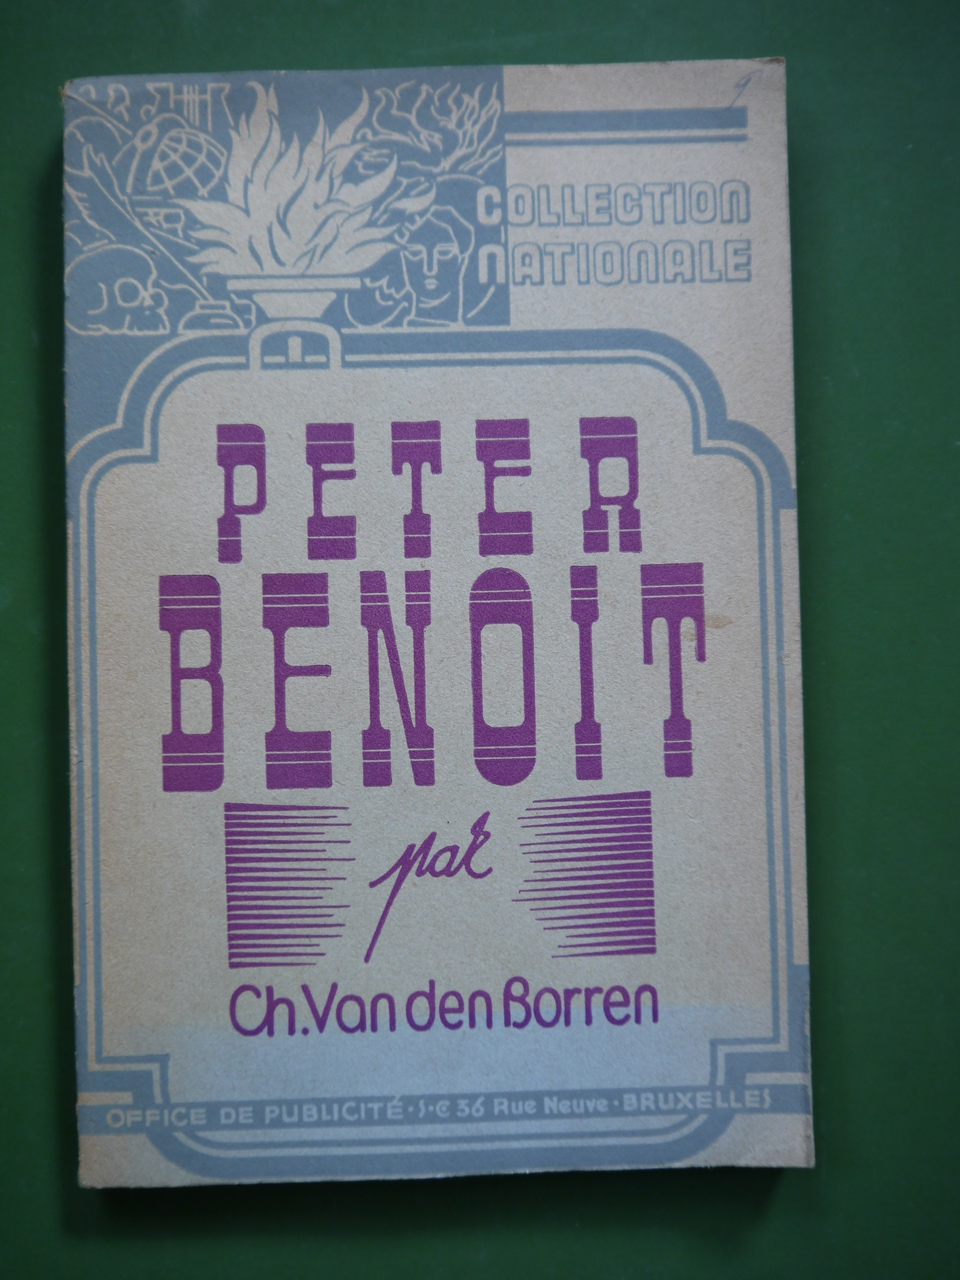 COLLECTION
NATIONALE
PETER
BENOIT
par
Ch. Van den Borren
OFFICE DE PUBLICITÉ · S·C 36 Rue Neuve · BRUXELLES